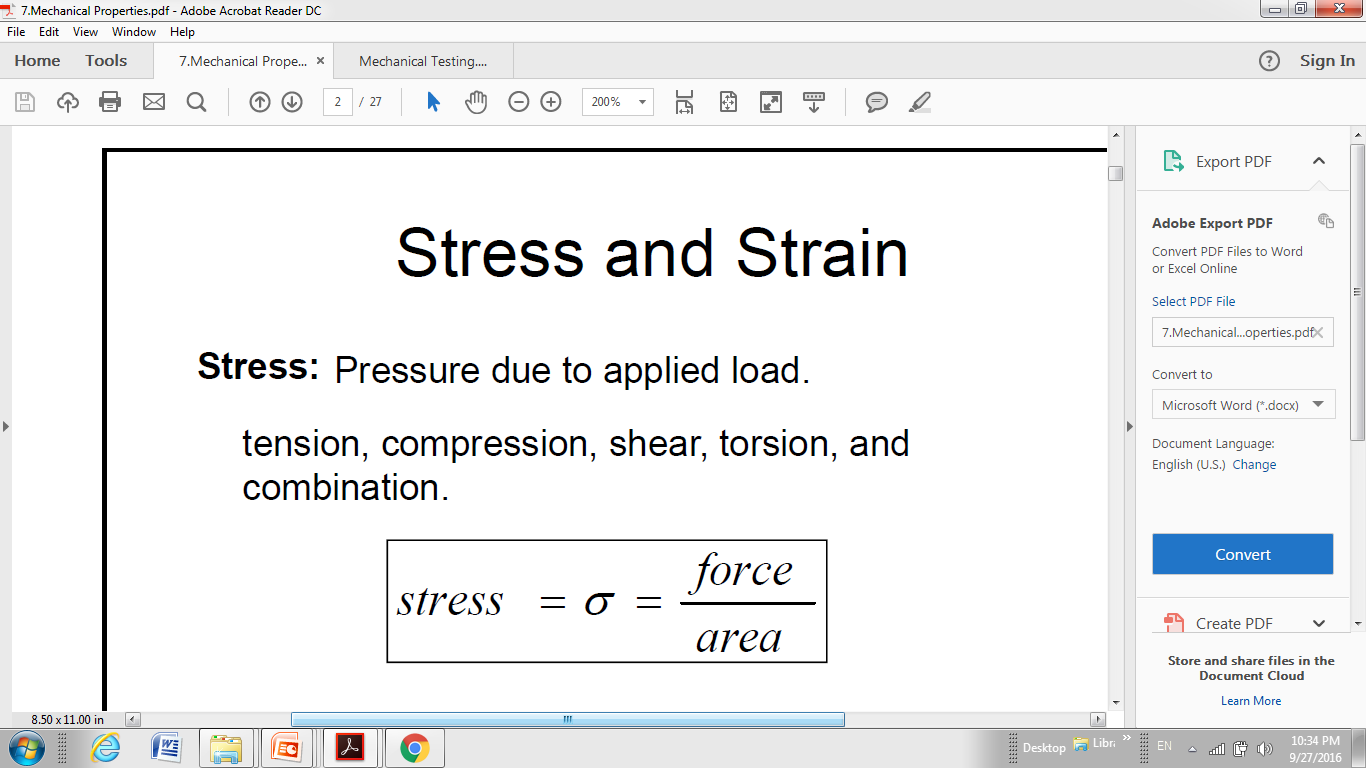 7.Mechanical Properties.pdf - Adobe Acrobat Reader DC
File Edit View Window Help
Home Tools 7.Mechanical Prope... × Mechanical Testing.... ? Sign In
2 / 27 200%
Stress and Strain
Stress: Pressure due to applied load.
tension, compression, shear, torsion, and
combination.
stress = σ = force
area
8.50 x 11.00 in
Export PDF
Adobe Export PDF
Convert PDF Files to Word
or Excel Online
Select PDF File
7.Mechanical...operties.pdf
Convert to
Microsoft Word (*.docx)
Document Language:
English (U.S.) Change
Convert
Create PDF
Store and share files in the
Document Cloud
Learn More
Desktop Libra » EN 10:34 PM
9/27/2016